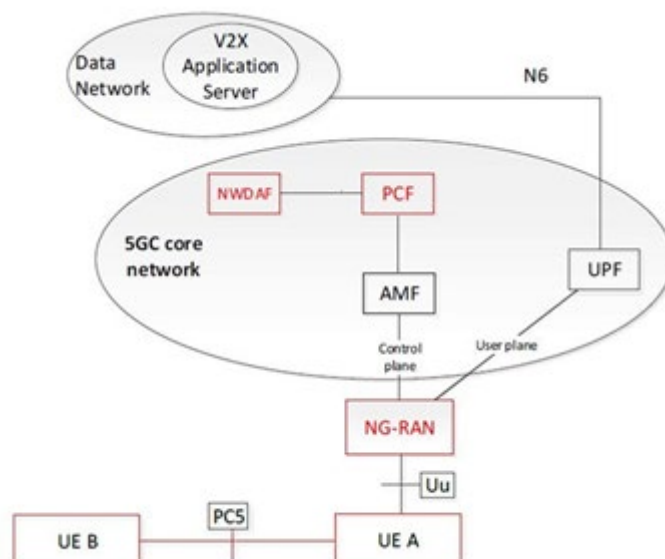 V2X
Application
Server
Data
Network
N6
NWDAF
PCF
5GC core
network
AMF
UPF
Control
plane
User plane
NG-RAN
Uu
PC5
UE B
UE A